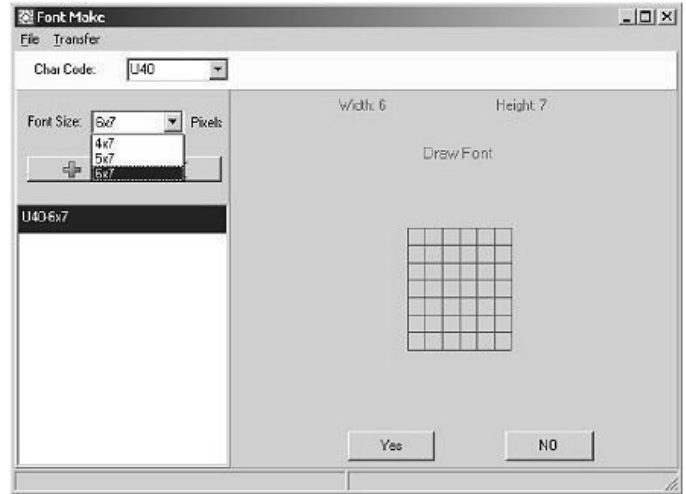 Font Make
File Transfer
Char Code: U40
Font Size: 6x7 Pixels
4x7
5x7
6x7
U40-6x7
Width: 6 Height: 7
Draw Font
Yes NO